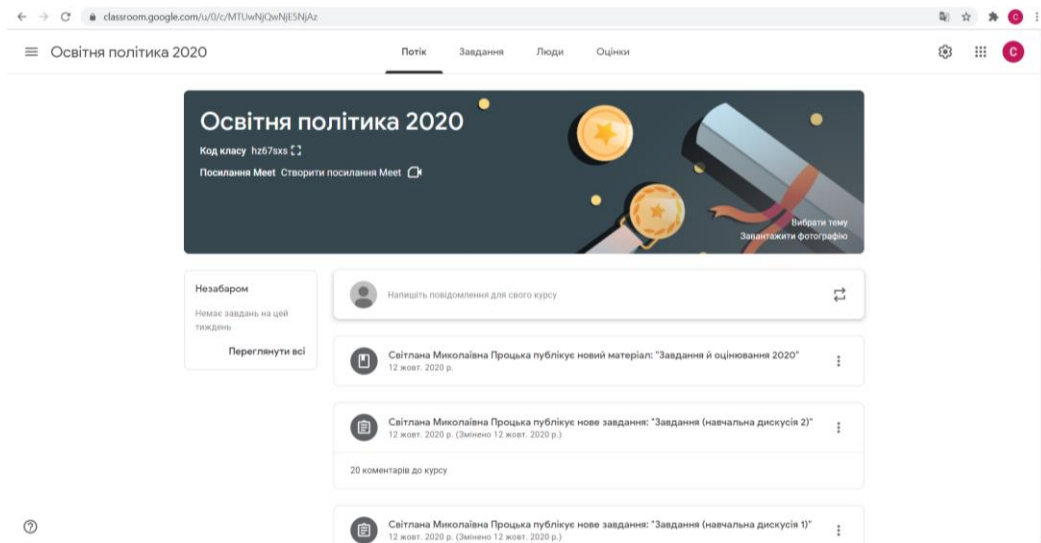 classroom.google.com/u/0/c/MTUwNjQwNjE5NjAz
C
Освітня політика 2020
Потік
Завдання
Люди
Оцінки
C
Освітня політика 2020
Код класу hz67sxs
Посилання Meet Створити посилання Meet
Вибрати тему
Завантажити фотографію
Незабаром
Немає завдань на цей
тиждень
Переглянути всі
Напишіть повідомлення для свого курсу
Світлана Миколаївна Процька публікує новий матеріал: "Завдання й оцінювання 2020"
12 жовт. 2020 р.
Світлана Миколаївна Процька публікує нове завдання: "Завдання (навчальна дискусія 2)"
12 жовт. 2020 р. (Змінено 12 жовт. 2020 р.)
20 коментарів до курсу
Світлана Миколаївна Процька публікує нове завдання: "Завдання (навчальна дискусія 1)"
12 жовт. 2020 р. (Змінено 12 жовт. 2020 р.)